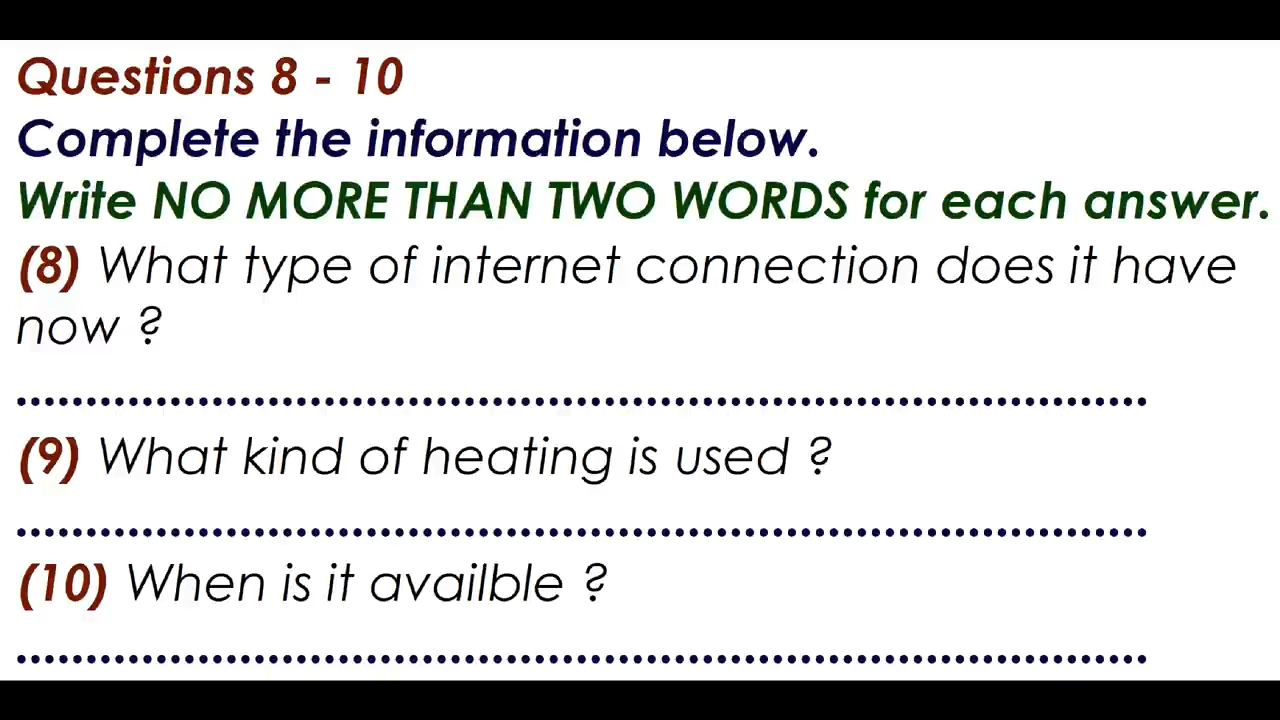 Questions 8 - 10
Complete the information below.
Write NO MORE THAN TWO WORDS for each answer.
(8) What type of internet connection does it have
now ?
.................................................................................
(9) What kind of heating is used ?
.................................................................................
(10) When is it availble ?
.................................................................................